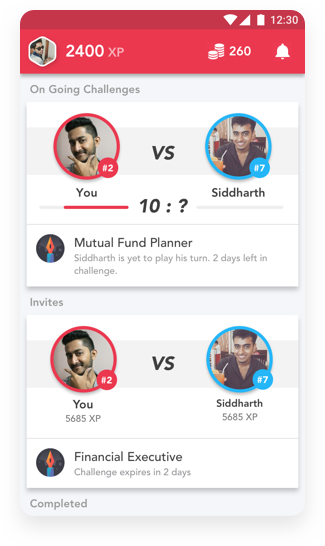 12:30
2400 XP
260
On Going Challenges
VS
#2
#7
You
Siddharth
10 : ?
Mutual Fund Planner
Siddharth is yet to play his turn. 2 days left in
challenge.
Invites
VS
#2
#7
You
Siddharth
5685 XP
5685 XP
Financial Executive
Challenge expires in 2 days
Completed